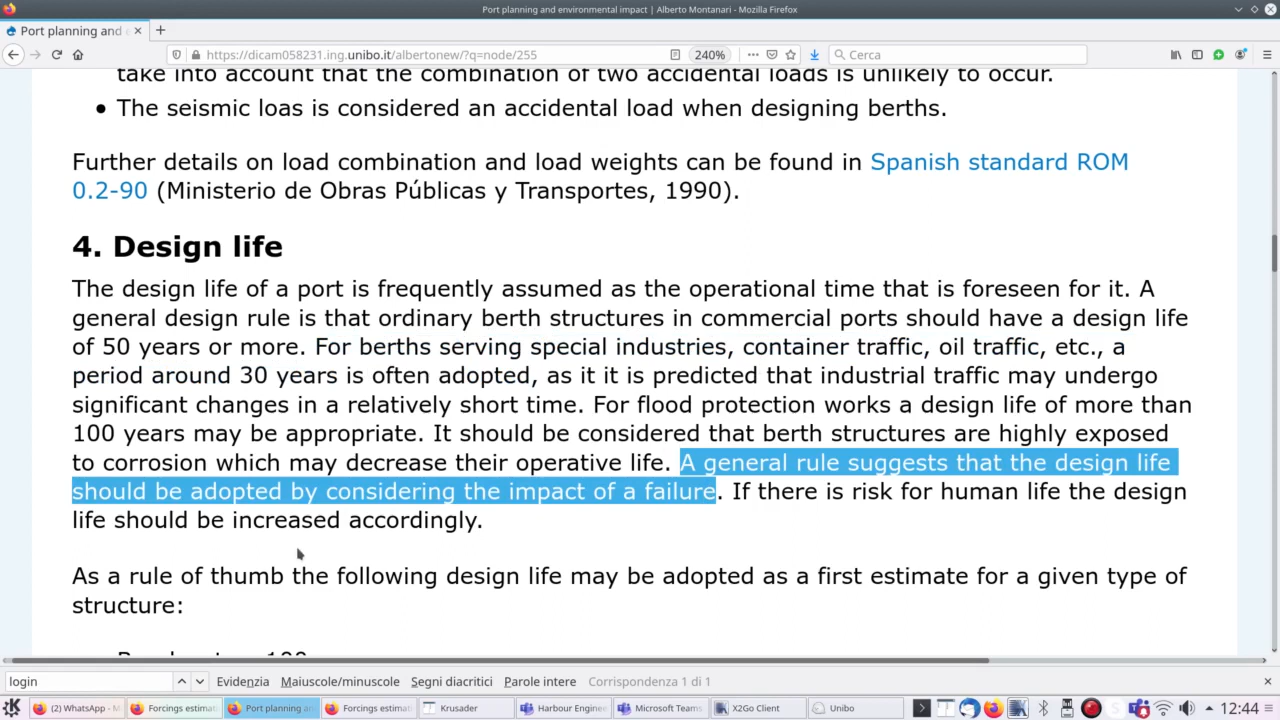 Port planning and environmental impact | Alberto Montanari - Mozilla Firefox
Port planning and e
https://dicam058231.ing.unibo.it/albertonew/?q=node/255
240%
Cerca
take into account that the combination of two accidental loads is unlikely to occur.
• The seismic loas is considered an accidental load when designing berths.
Further details on load combination and load weights can be found in Spanish standard ROM
0.2-90 (Ministerio de Obras Públicas y Transportes, 1990).
4. Design life
The design life of a port is frequently assumed as the operational time that is foreseen for it. A
general design rule is that ordinary berth structures in commercial ports should have a design life
of 50 years or more. For berths serving special industries, container traffic, oil traffic, etc., a
period around 30 years is often adopted, as it it is predicted that industrial traffic may undergo
significant changes in a relatively short time. For flood protection works a design life of more than
100 years may be appropriate. It should be considered that berth structures are highly exposed
to corrosion which may decrease their operative life. A general rule suggests that the design life
should be adopted by considering the impact of a failure. If there is risk for human life the design
life should be increased accordingly.
As a rule of thumb the following design life may be adopted as a first estimate for a given type of
structure:
login
Evidenzia
Maiuscole/minuscole
Segni diacritici
Parole intere
Corrispondenza 1 di 1
(2) WhatsApp - M
Forcings estimat
Port planning an
Forcings estimat
Krusader
Harbour Enginee
Microsoft Teams
X2Go Client
Unibo
12:44